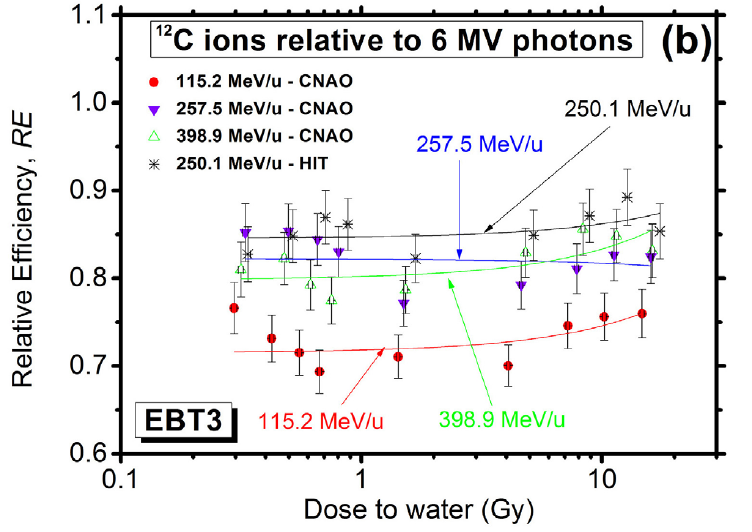 ¹²C ions relative to 6 MV photons
(b)
115.2 MeV/u - CNAO
257.5 MeV/u - CNAO
398.9 MeV/u - CNAO
250.1 MeV/u - HIT
250.1 MeV/u
257.5 MeV/u
115.2 MeV/u
398.9 MeV/u
EBT3
Relative Efficiency, RE
1.1
1.0
0.9
0.8
0.7
0.6
0.1
1
10
Dose to water (Gy)